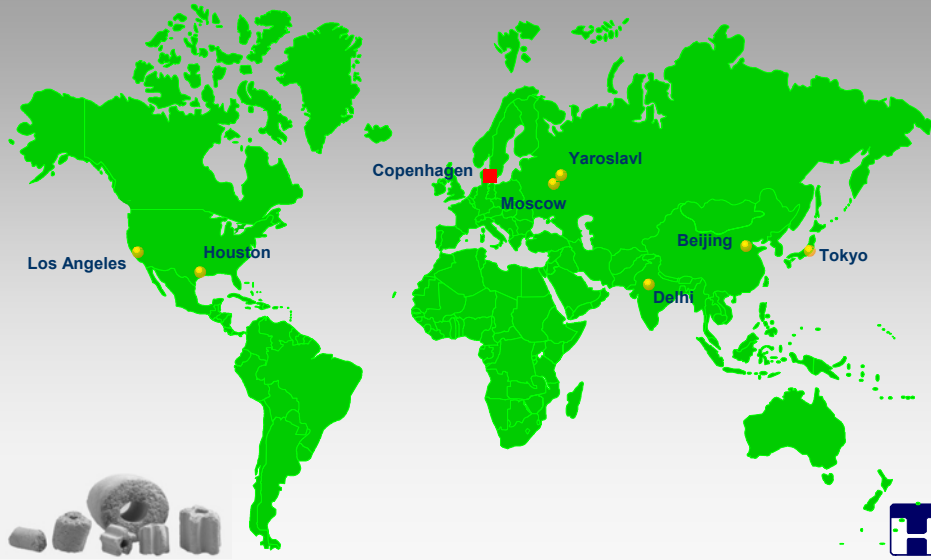 Yaroslavl
Copenhagen
Moscow
Beijing
Houston
Tokyo
Los Angeles
Delhi